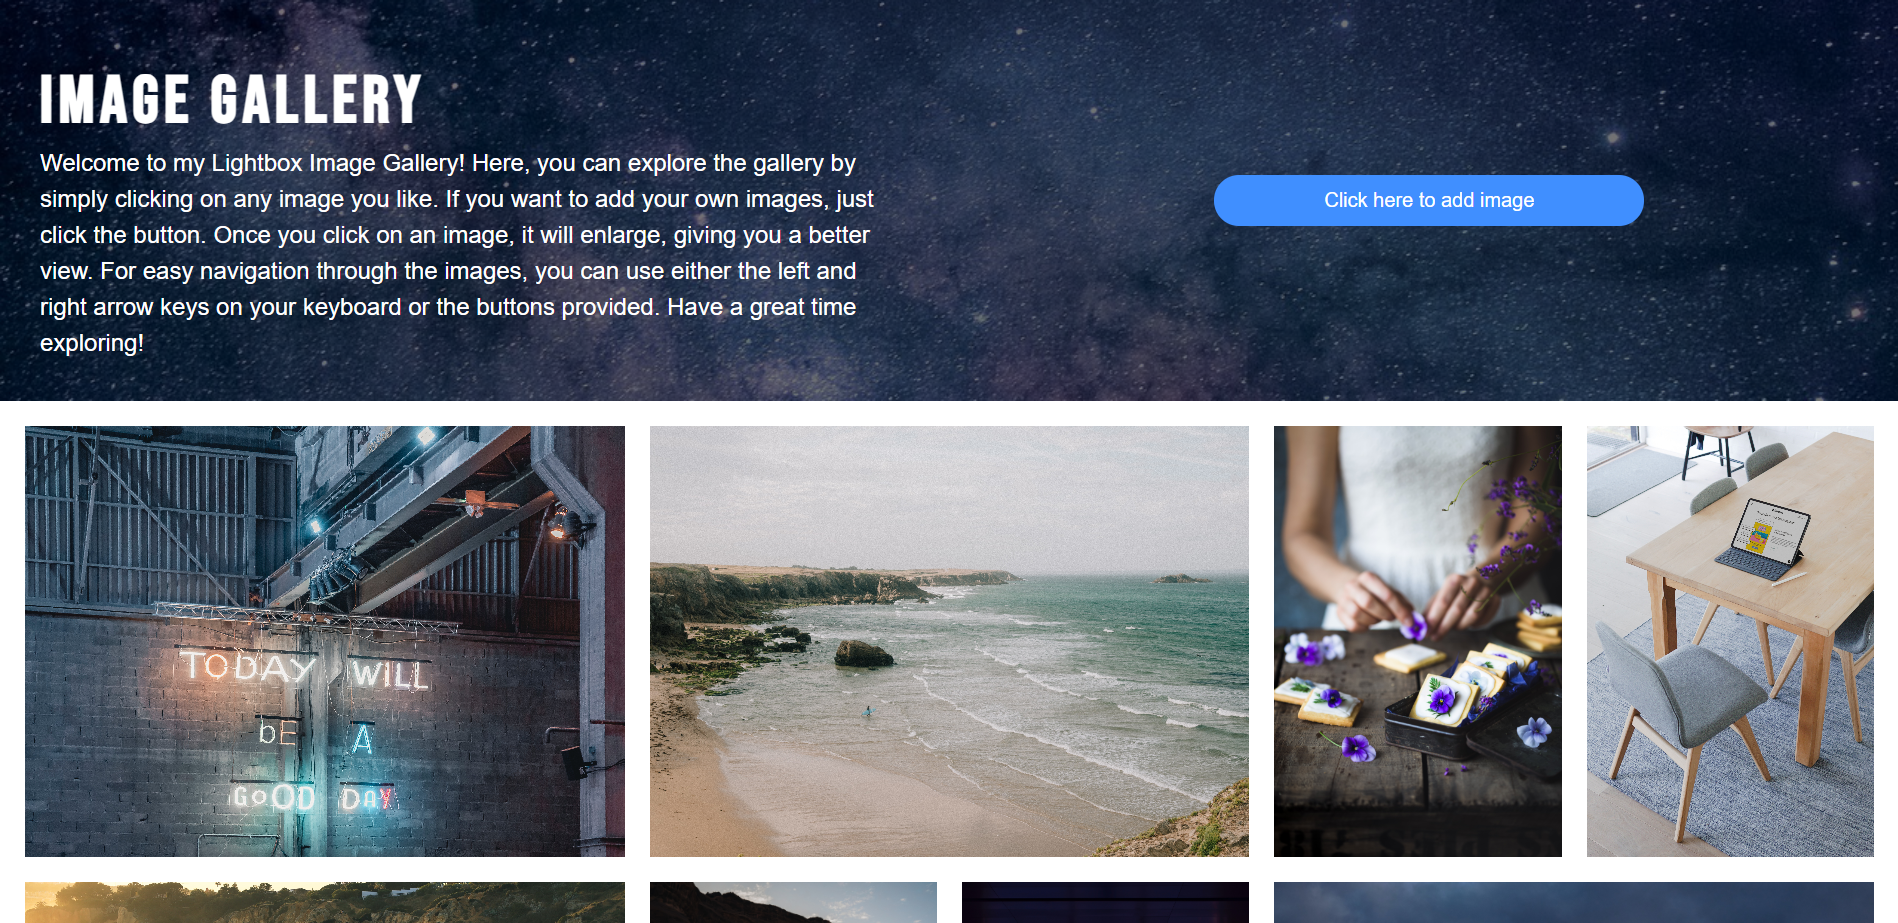 IMAGE GALLERY
Welcome to my Lightbox Image Gallery! Here, you can explore the gallery by
simply clicking on any image you like. If you want to add your own images, just
click the button. Once you click on an image, it will enlarge, giving you a better
view. For easy navigation through the images, you can use either the left and
right arrow keys on your keyboard or the buttons provided. Have a great time
exploring!
Click here to add image
TODAY WILL
bE A
GOOD DAY